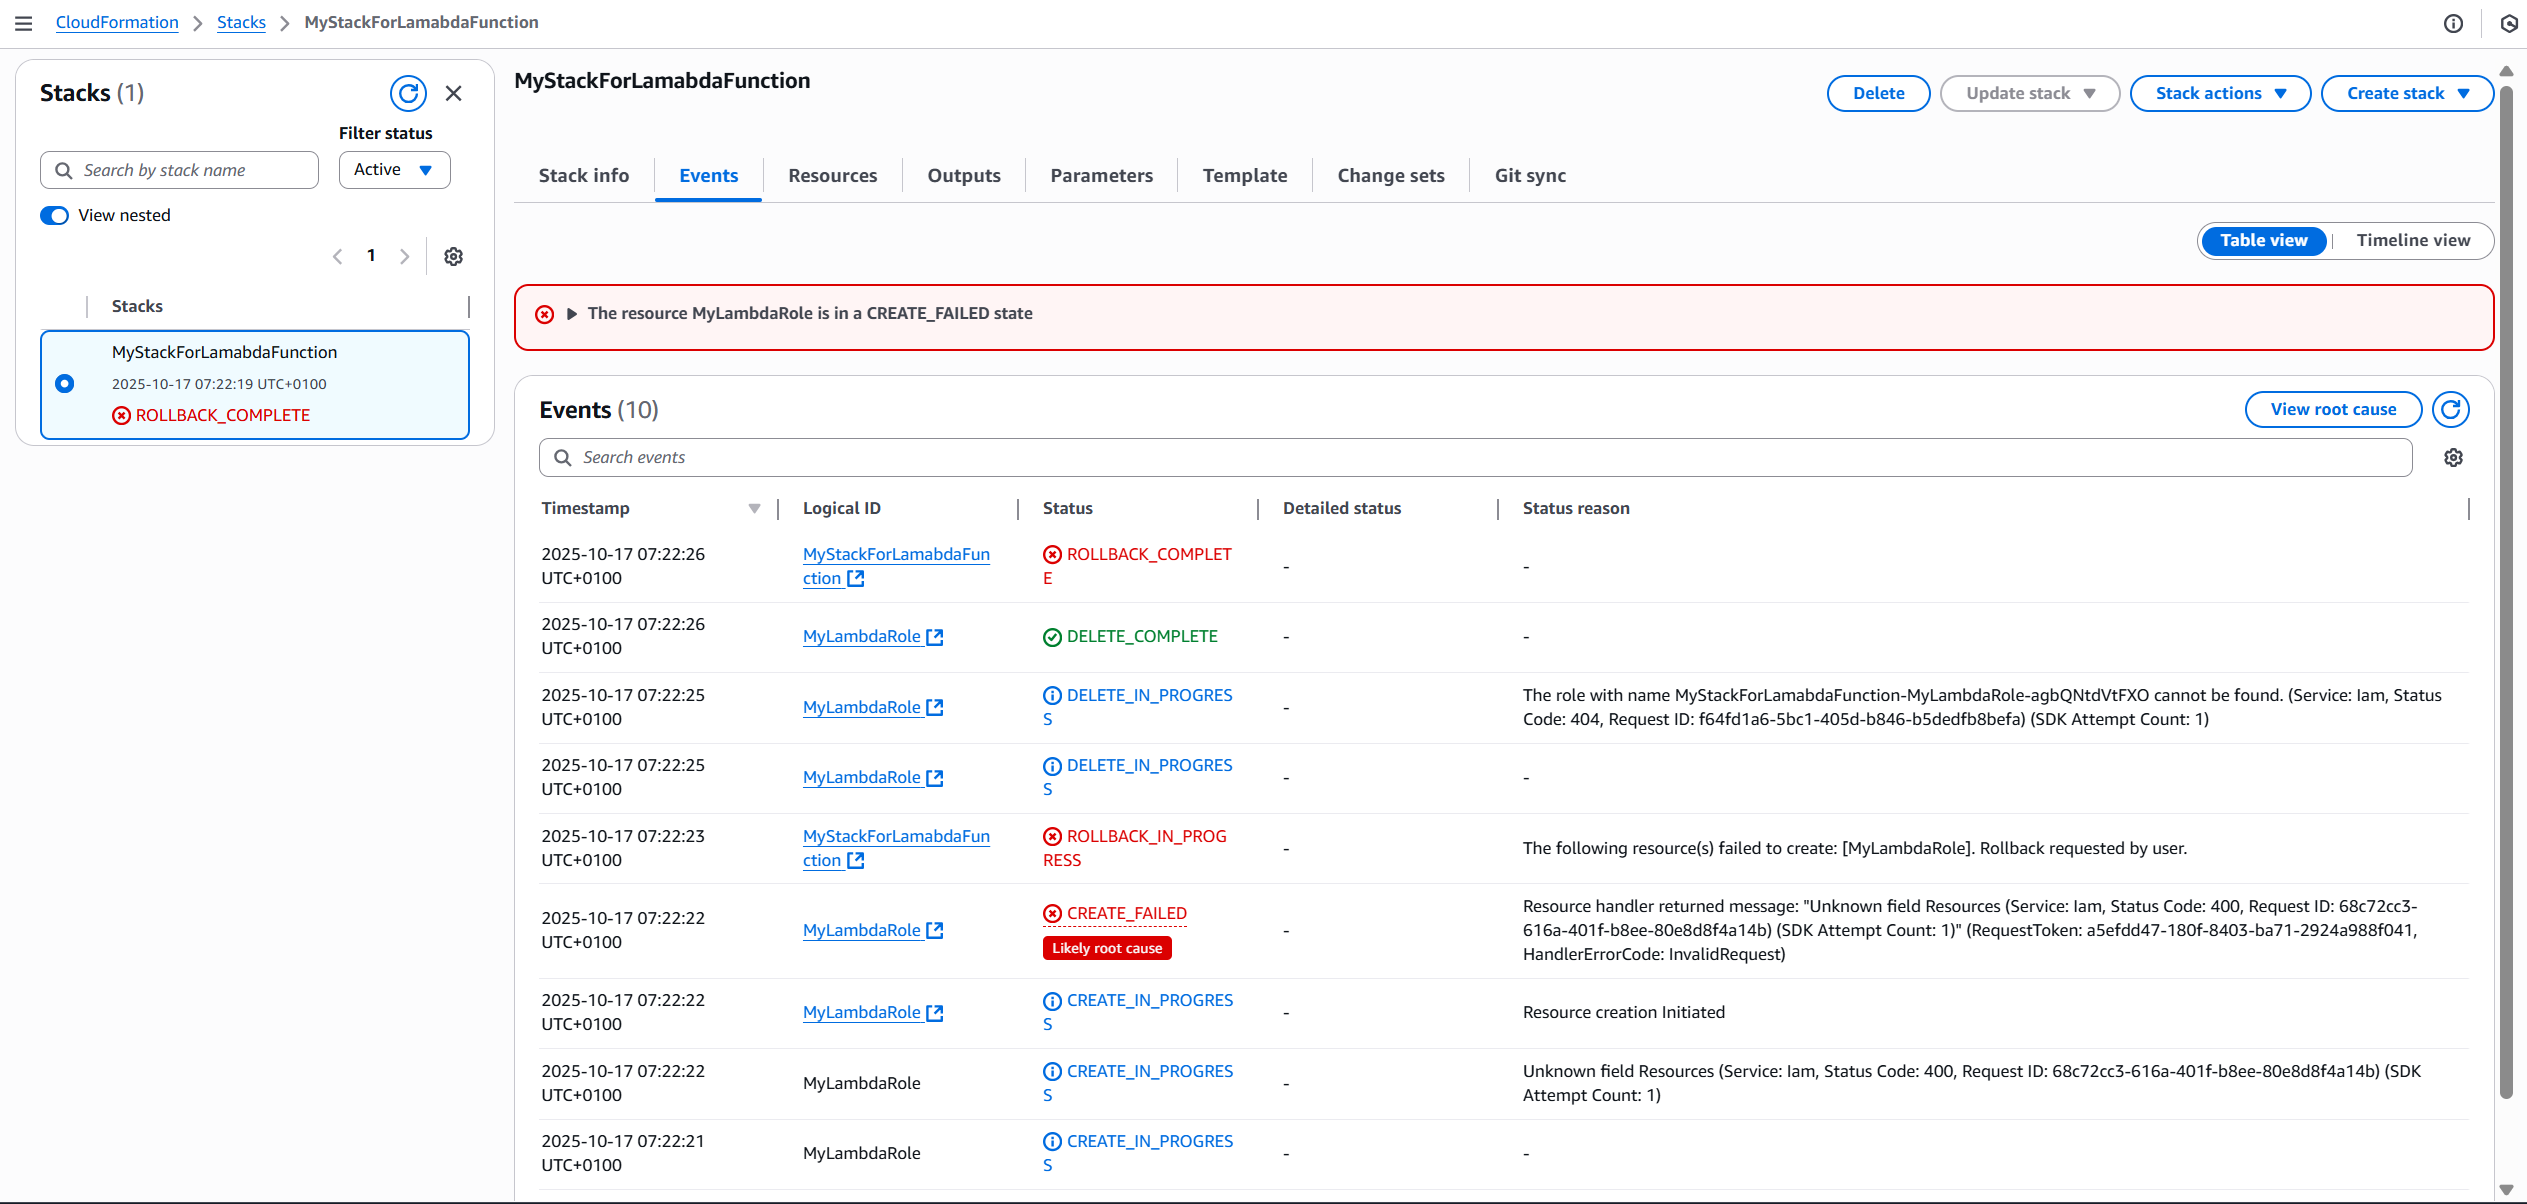 CloudFormation > Stacks > MyStackForLamabdaFunction
Stacks (1)
Filter status
Search by stack name
Active
View nested
1
Stacks
MyStackForLamabdaFunction
2025-10-17 07:22:19 UTC+0100
ROLLBACK_COMPLETE
MyStackForLamabdaFunction
Delete
Update stack
Stack actions
Create stack
Stack info
Events
Resources
Outputs
Parameters
Template
Change sets
Git sync
Table view
Timeline view
The resource MyLambdaRole is in a CREATE_FAILED state
Events (10)
View root cause
Search events
Timestamp
Logical ID
Status
Detailed status
Status reason
2025-10-17 07:22:26
UTC+0100
MyStackForLamabdaFun
ction
ROLLBACK_COMPLET
E
-
-
2025-10-17 07:22:26
UTC+0100
MyLambdaRole
DELETE_COMPLETE
-
-
2025-10-17 07:22:25
UTC+0100
MyLambdaRole
DELETE_IN_PROGRES
S
-
The role with name MyStackForLamabdaFunction-MyLambdaRole-agbQNtdVtFXO cannot be found. (Service: Iam, Status
Code: 404, Request ID: f64fd1a6-5bc1-405d-b846-b5dedfb8befa) (SDK Attempt Count: 1)
2025-10-17 07:22:25
UTC+0100
MyLambdaRole
DELETE_IN_PROGRES
S
-
-
2025-10-17 07:22:23
UTC+0100
MyStackForLamabdaFun
ction
ROLLBACK_IN_PROG
RESS
-
The following resource(s) failed to create: [MyLambdaRole]. Rollback requested by user.
2025-10-17 07:22:22
UTC+0100
MyLambdaRole
CREATE_FAILED
Likely root cause
-
Resource handler returned message: "Unknown field Resources (Service: Iam, Status Code: 400, Request ID: 68c72cc3-
616a-401f-b8ee-80e8d8f4a14b) (SDK Attempt Count: 1)" (RequestToken: a5efdd47-180f-8403-ba71-2924a988f041,
HandlerErrorCode: InvalidRequest)
2025-10-17 07:22:22
UTC+0100
MyLambdaRole
CREATE_IN_PROGRES
S
-
Resource creation Initiated
2025-10-17 07:22:22
UTC+0100
MyLambdaRole
CREATE_IN_PROGRES
S
-
Unknown field Resources (Service: Iam, Status Code: 400, Request ID: 68c72cc3-616a-401f-b8ee-80e8d8f4a14b) (SDK
Attempt Count: 1)
2025-10-17 07:22:21
UTC+0100
MyLambdaRole
CREATE_IN_PROGRES
S
-
-